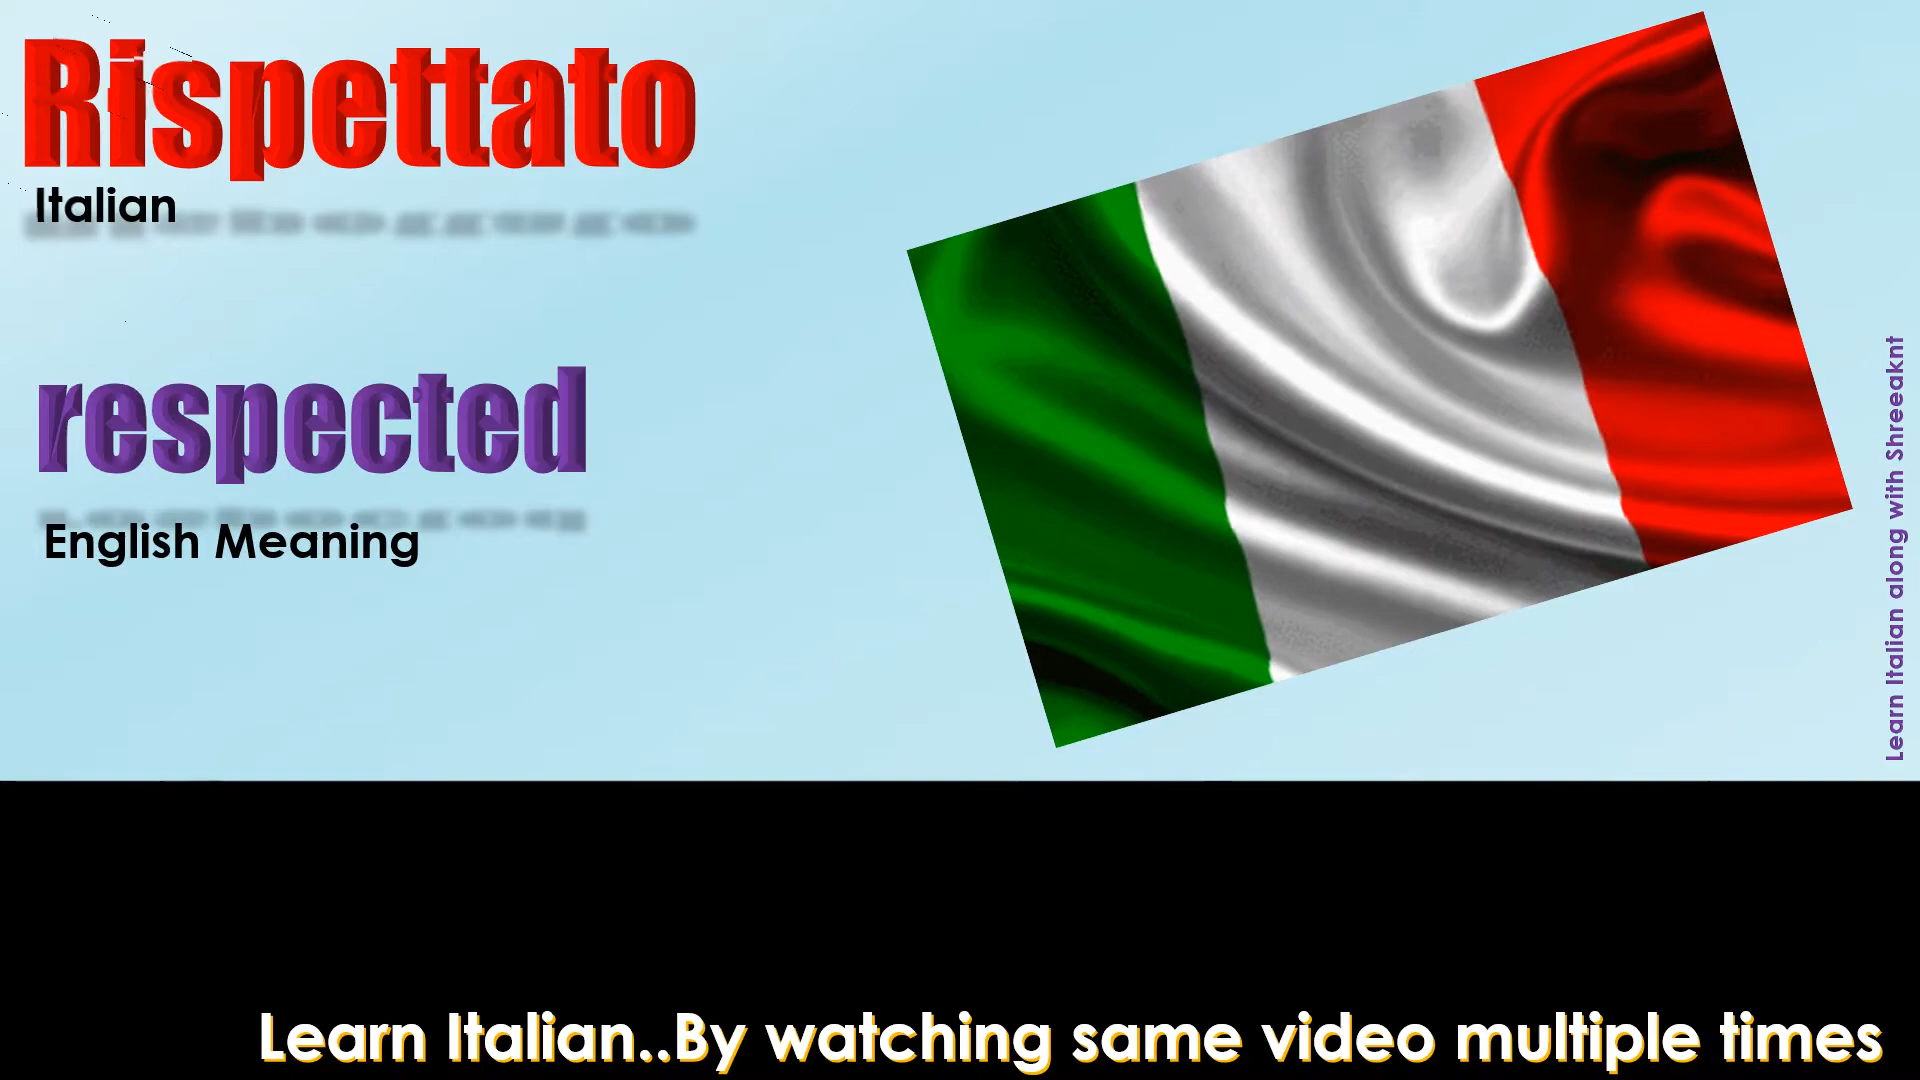 Rispettato
Italian
respected
English Meaning
Learn Italian along with Shreeaknt
Learn Italian..By watching same video multiple times